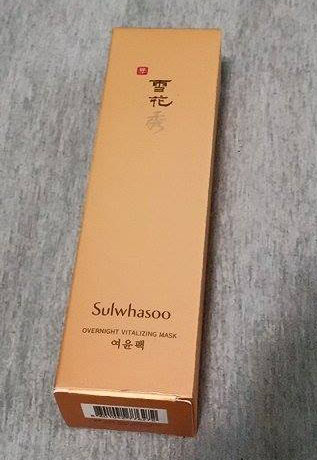 雪
花
秀
Sulwhasoo
OVERNIGHT VITALIZING MASK
여윤팩